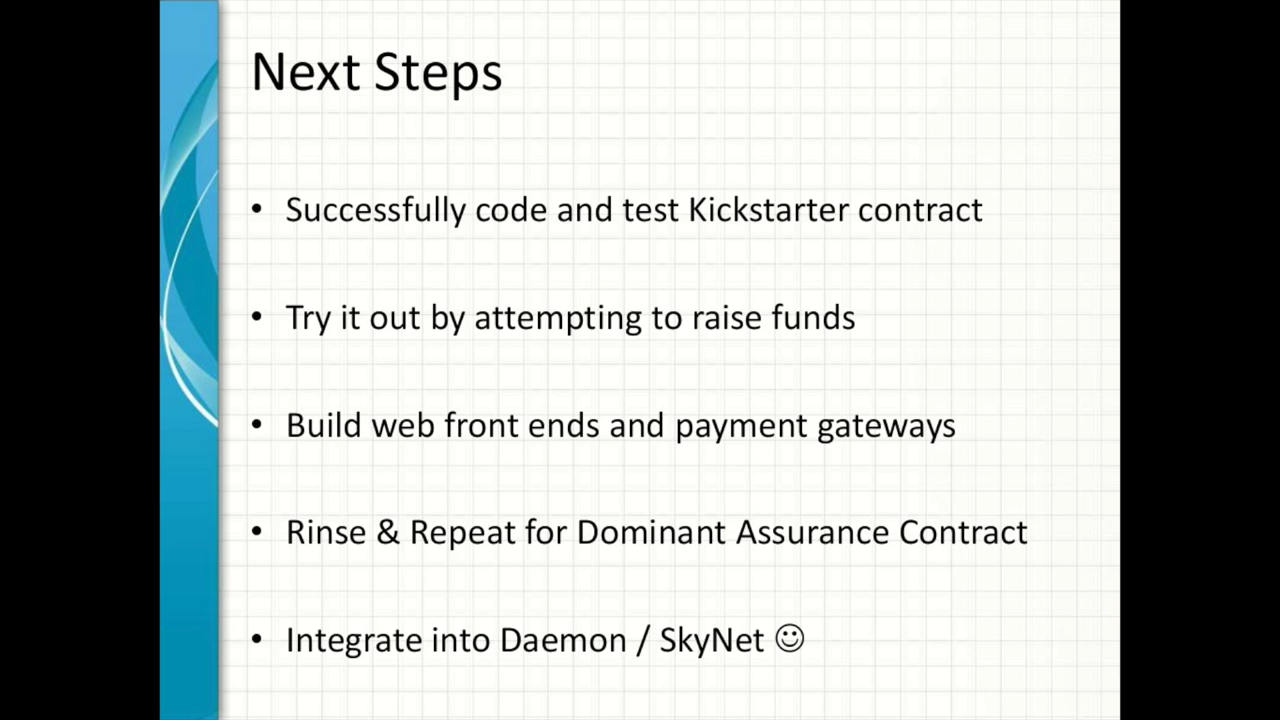 Next Steps
• Successfully code and test Kickstarter contract
• Try it out by attempting to raise funds
• Build web front ends and payment gateways
• Rinse & Repeat for Dominant Assurance Contract
• Integrate into Daemon / SkyNet ☺